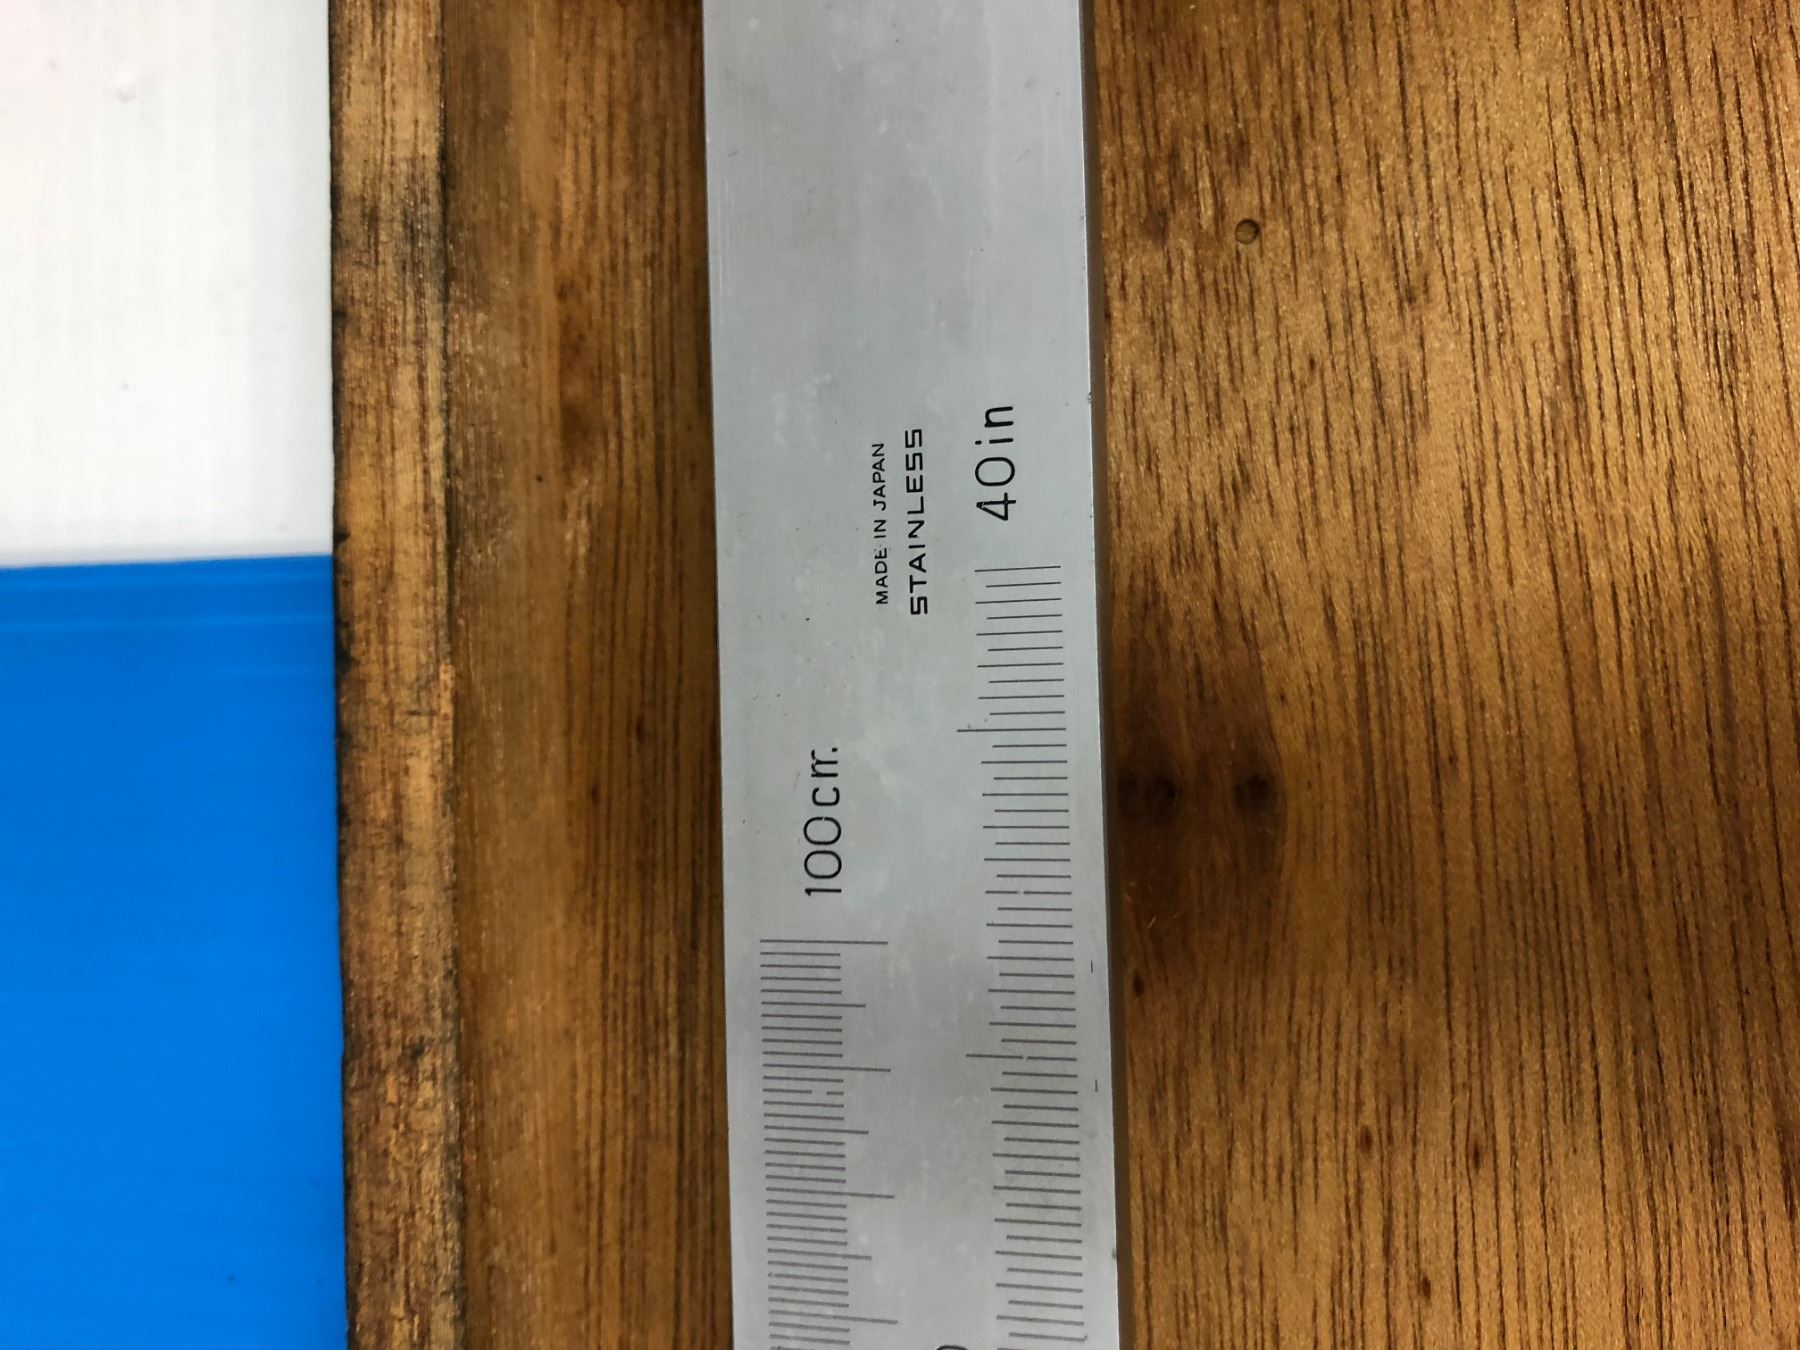 MADE IN JAPAN
STAINLESS
40in
100cm.